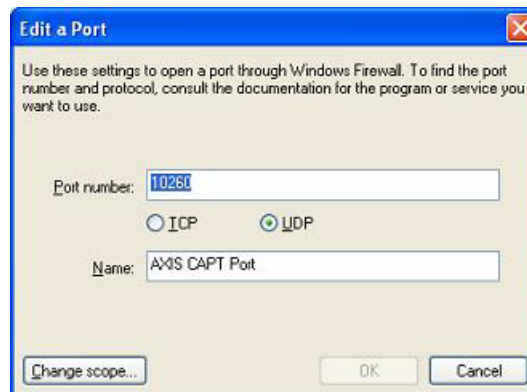 Edit a Port
Use these settings to open a port through Windows Firewall. To find the port
number and protocol, consult the documentation for the program or service you
want to use.
Port number: 10260
TCP UDP
Name: AXIS CAPT Port
Change scope... OK Cancel